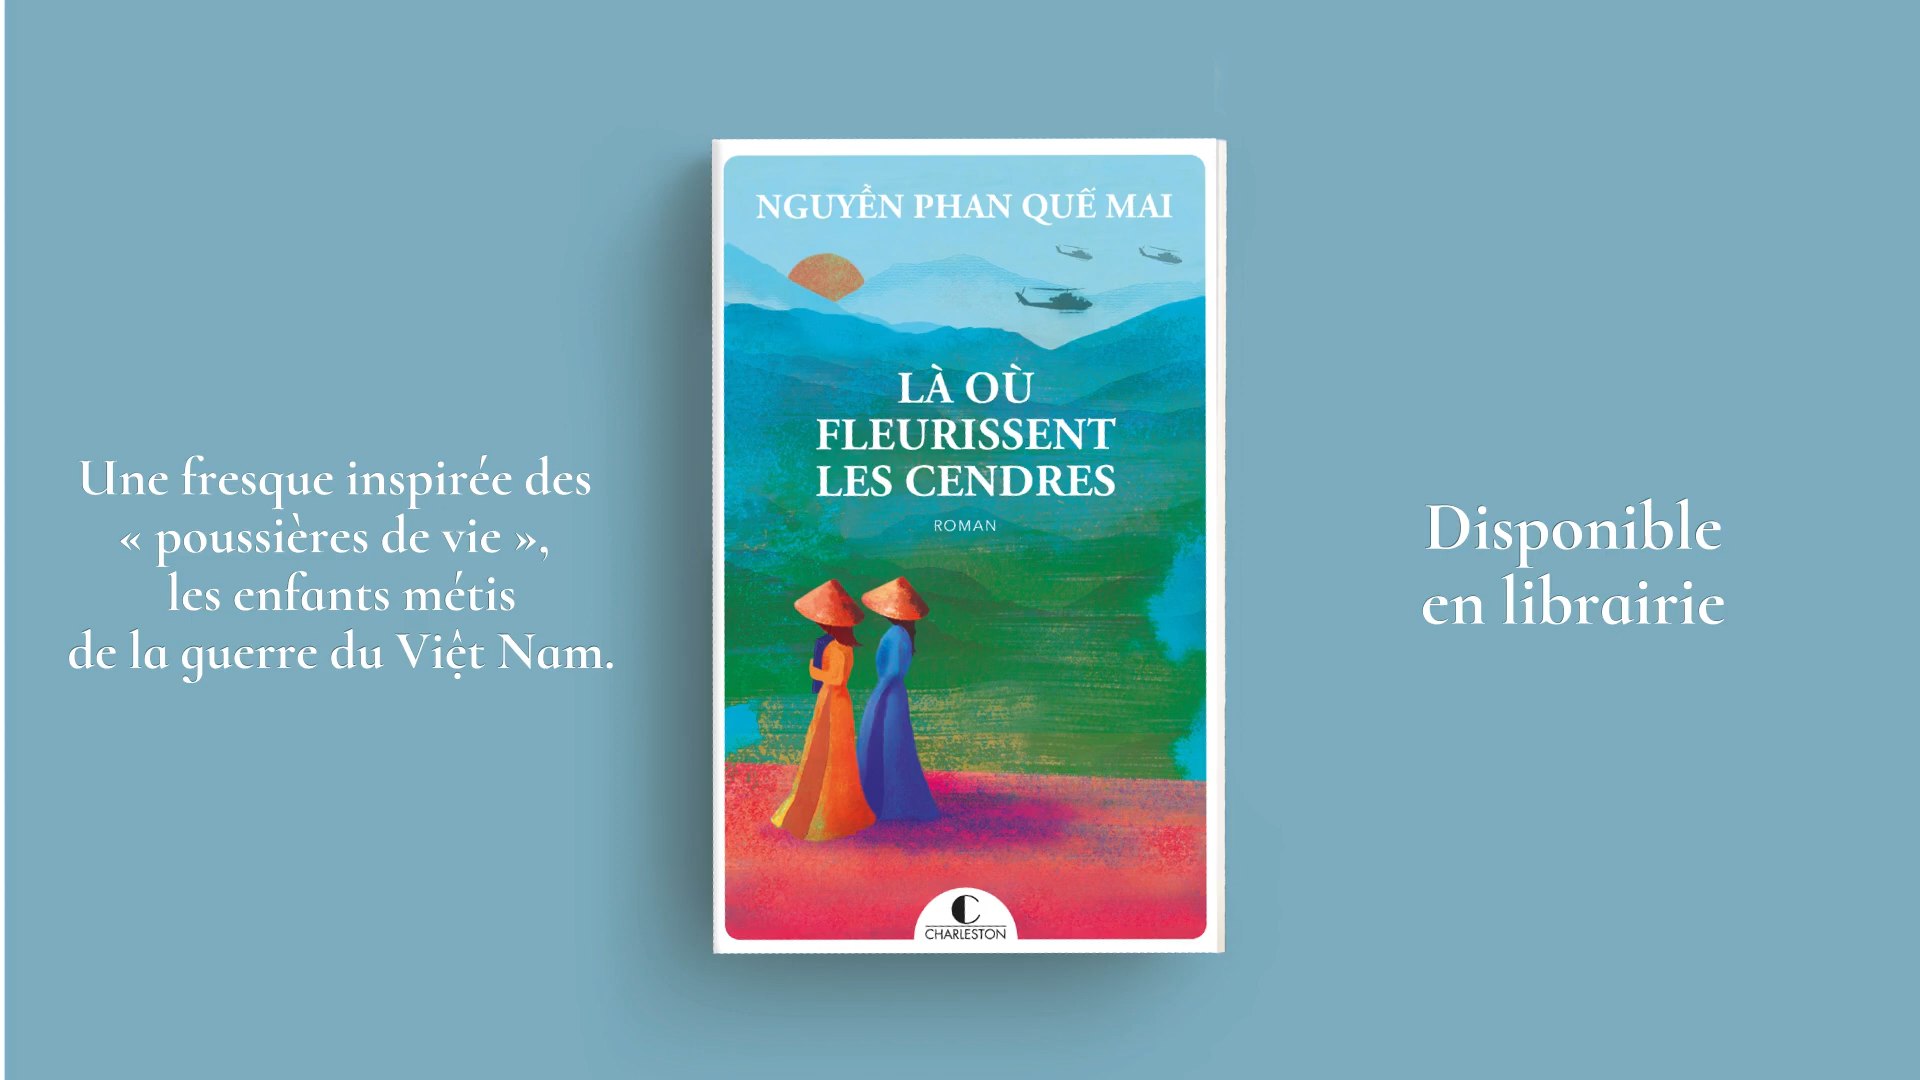 Une fresque inspirée des
« poussières de vie »,
les enfants métis
de la guerre du Việt Nam.
NGUYỄN PHAN QUẾ MAI
LÀ OÙ
FLEURISSENT
LES CENDRES
ROMAN
C
CHARLESTON
Disponible
en librairie